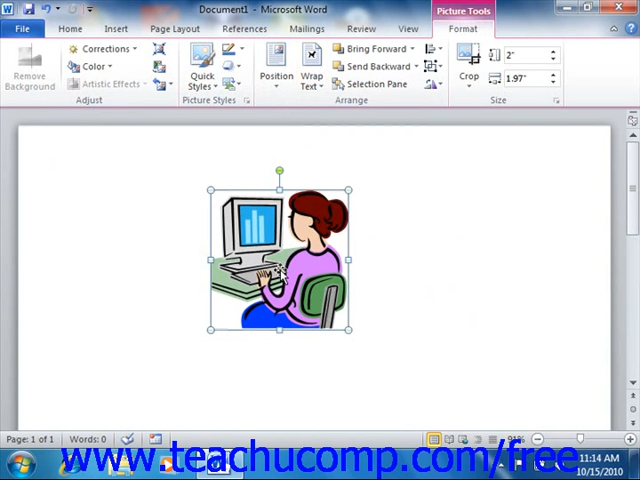 Document1 - Microsoft Word
Picture Tools
File Home Insert Page Layout References Mailings Review View Format
Remove Background
Corrections
Color
Artistic Effects
Adjust
Quick Styles
Picture Styles
Position
Wrap Text
Bring Forward
Send Backward
Selection Pane
Arrange
Crop
2"
1.97"
Size
Page: 1 of 1 Words: 0 91%
www.teachucomp.com/free
11:14 AM
10/15/2010